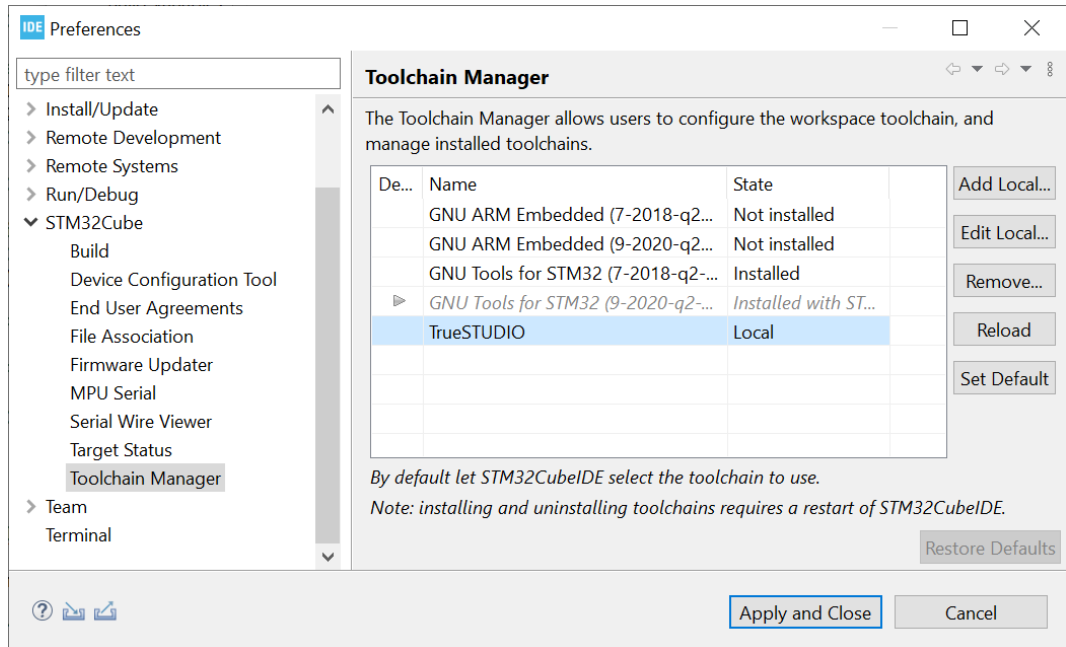 IDE Preferences
type filter text
Install/Update
Remote Development
Remote Systems
Run/Debug
STM32Cube
Build
Device Configuration Tool
End User Agreements
File Association
Firmware Updater
MPU Serial
Serial Wire Viewer
Target Status
Toolchain Manager
Team
Terminal
Toolchain Manager
The Toolchain Manager allows users to configure the workspace toolchain, and
manage installed toolchains.
De... Name State
GNU ARM Embedded (7-2018-q2... Not installed
GNU ARM Embedded (9-2020-q2... Not installed
GNU Tools for STM32 (7-2018-q2-... Installed
GNU Tools for STM32 (9-2020-q2-... Installed with ST...
TrueSTUDIO Local
Add Local...
Edit Local...
Remove...
Reload
Set Default
By default let STM32CubeIDE select the toolchain to use.
Note: installing and uninstalling toolchains requires a restart of STM32CubeIDE.
Restore Defaults
? Apply and Close Cancel